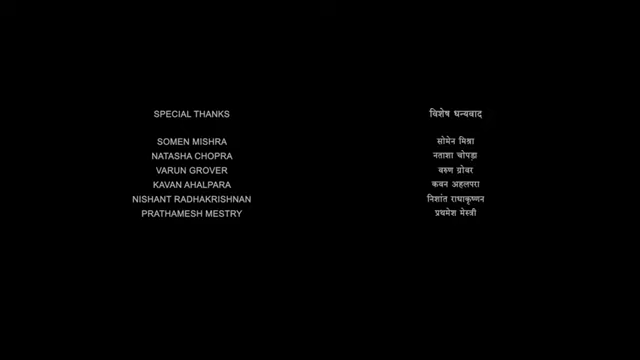 SPECIAL THANKS
SOMEN MISHRA
NATASHA CHOPRA
VARUN GROVER
KAVAN AHALPARA
NISHANT RADHAKRISHNAN
PRATHAMESH MESTRY
विशेष धन्यवाद
सोमेन मिश्रा
नताशा चोपड़ा
वरुण ग्रोवर
कवन अहलपरा
निशांत राधाकृष्णन
प्रथमेश मेस्त्री